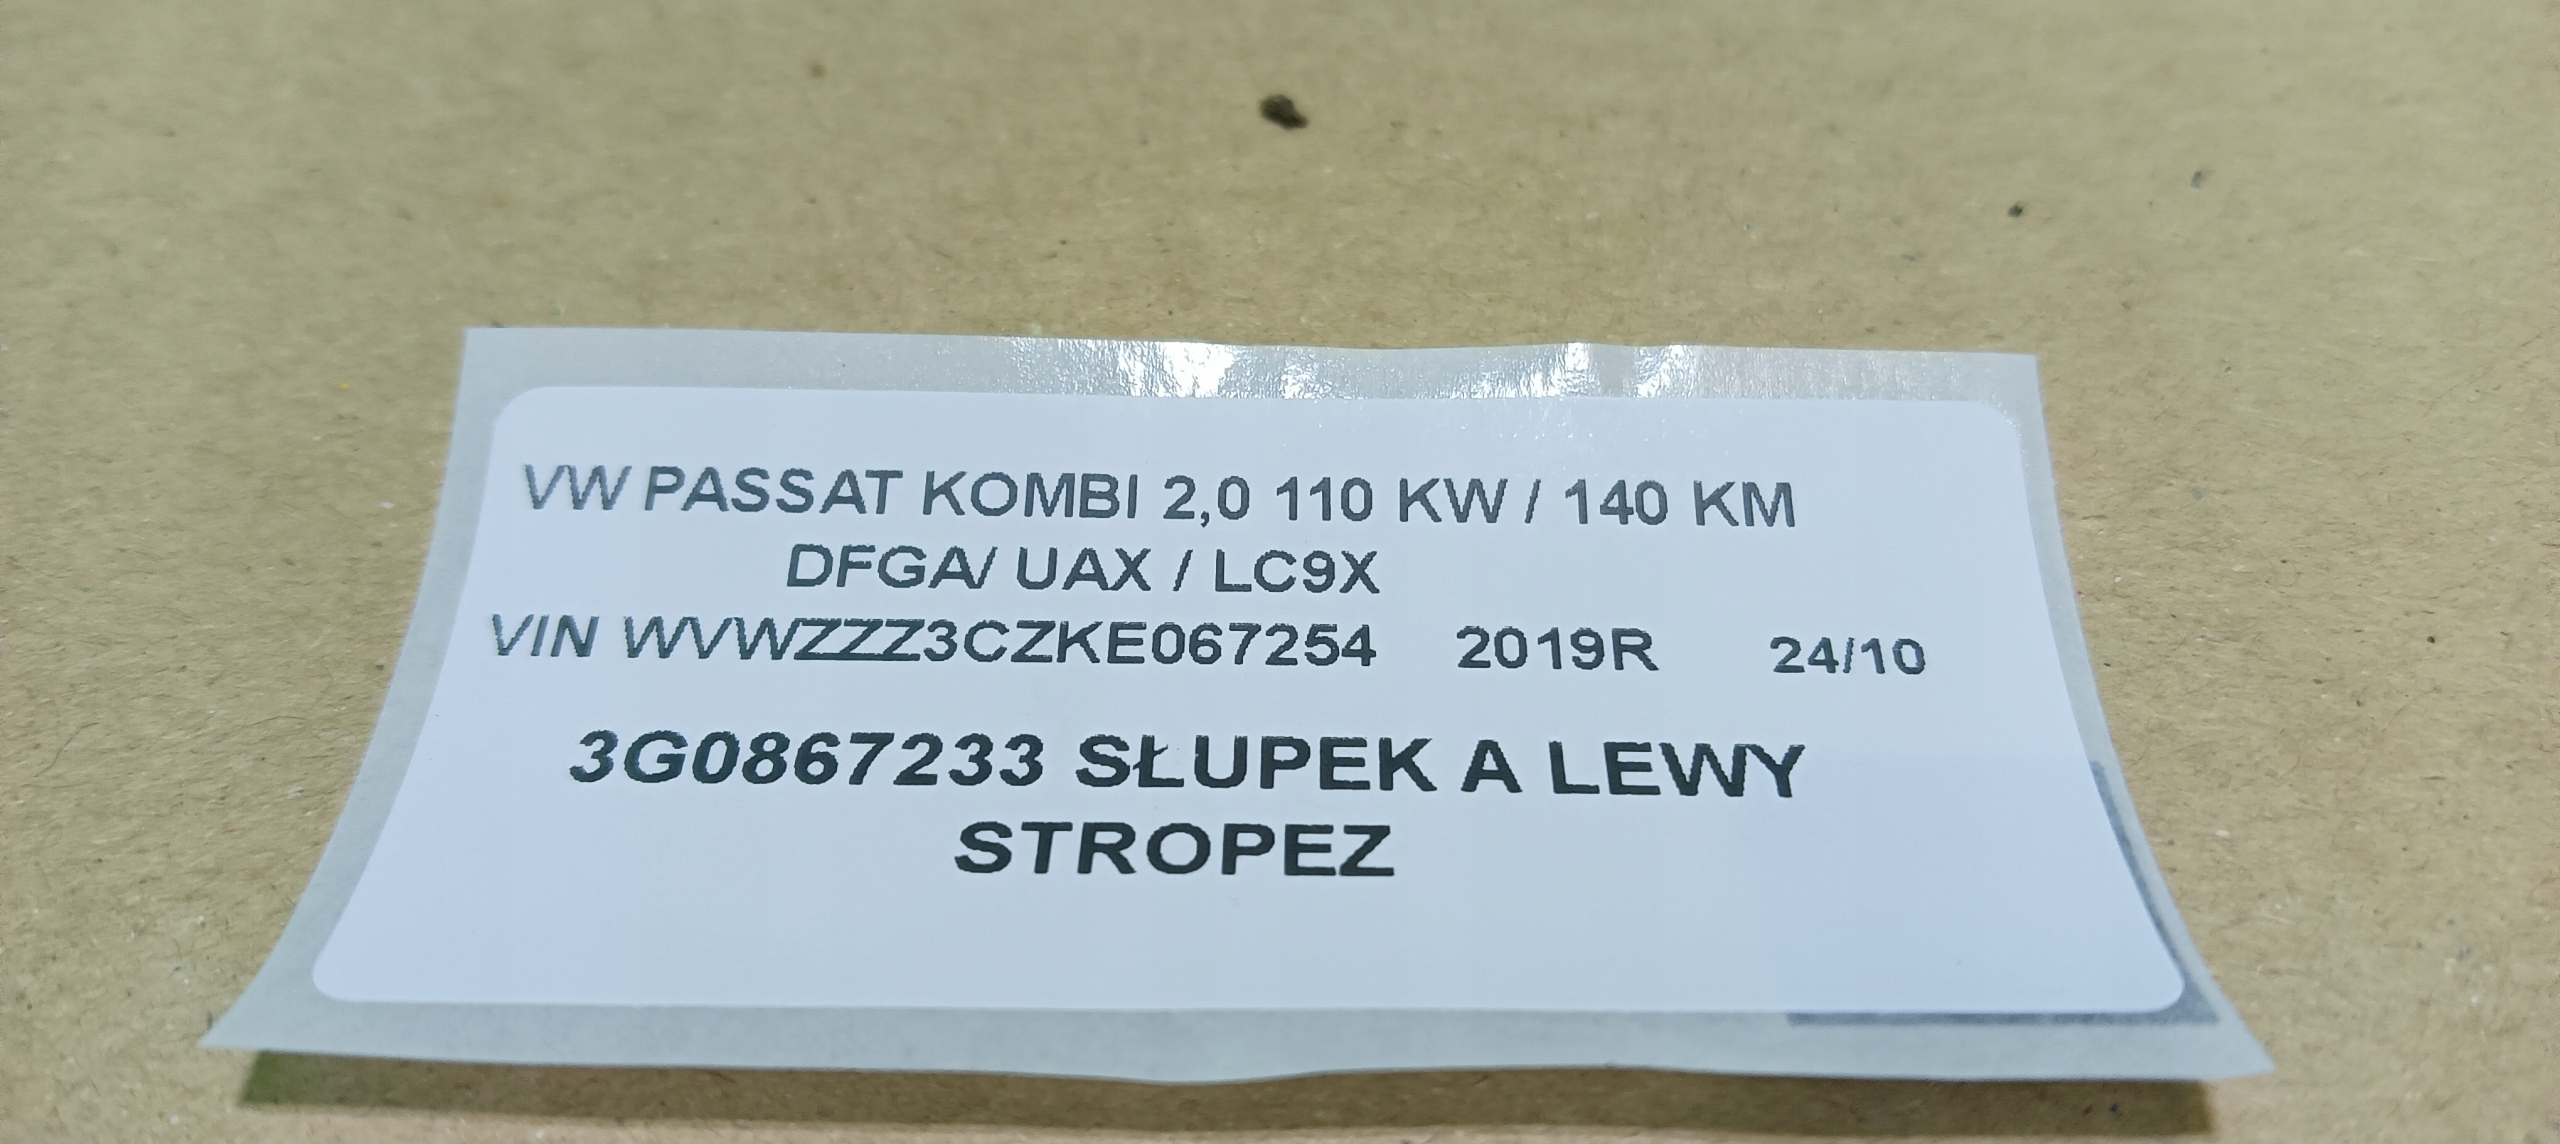 VW PASSAT KOMBI 2,0 110 KW / 140 KM
DFGA/ UAX / LC9X
VIN WVWZZZ3CZKE067254 2019R 24/10
3G0867233 SŁUPEK A LEWY
STROPEZ